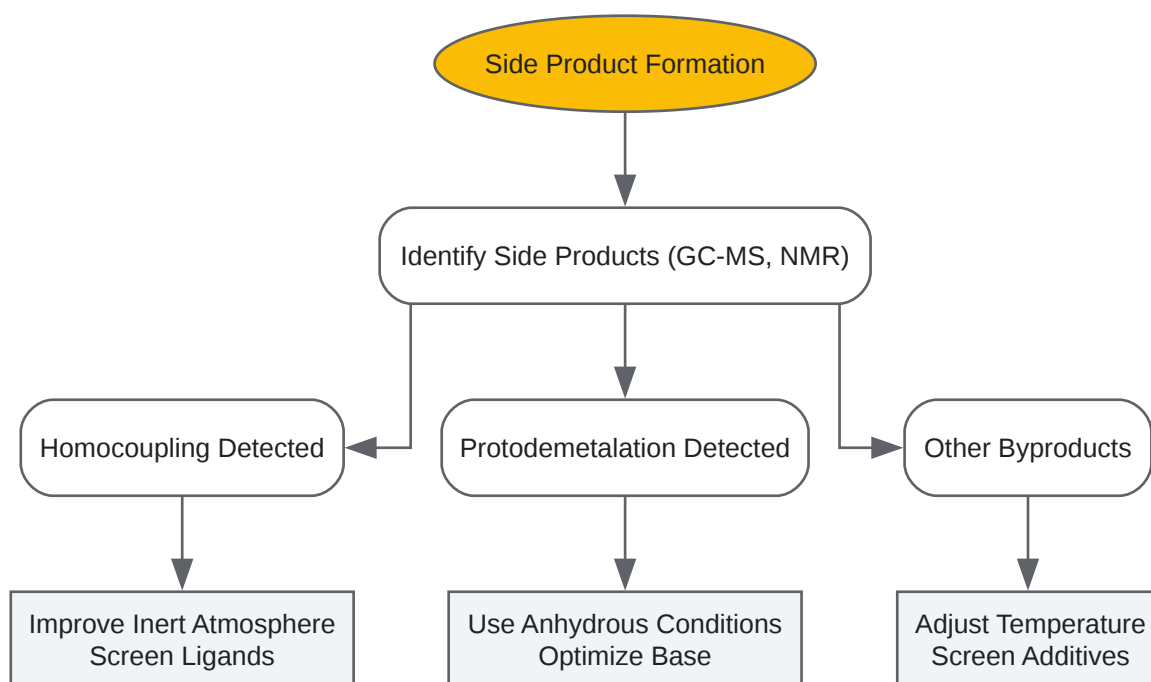 Side Product Formation
Identify Side Products (GC-MS, NMR)
Homocoupling Detected
Protodemetalation Detected
Other Byproducts
Improve Inert Atmosphere
Screen Ligands
Use Anhydrous Conditions
Optimize Base
Adjust Temperature
Screen Additives